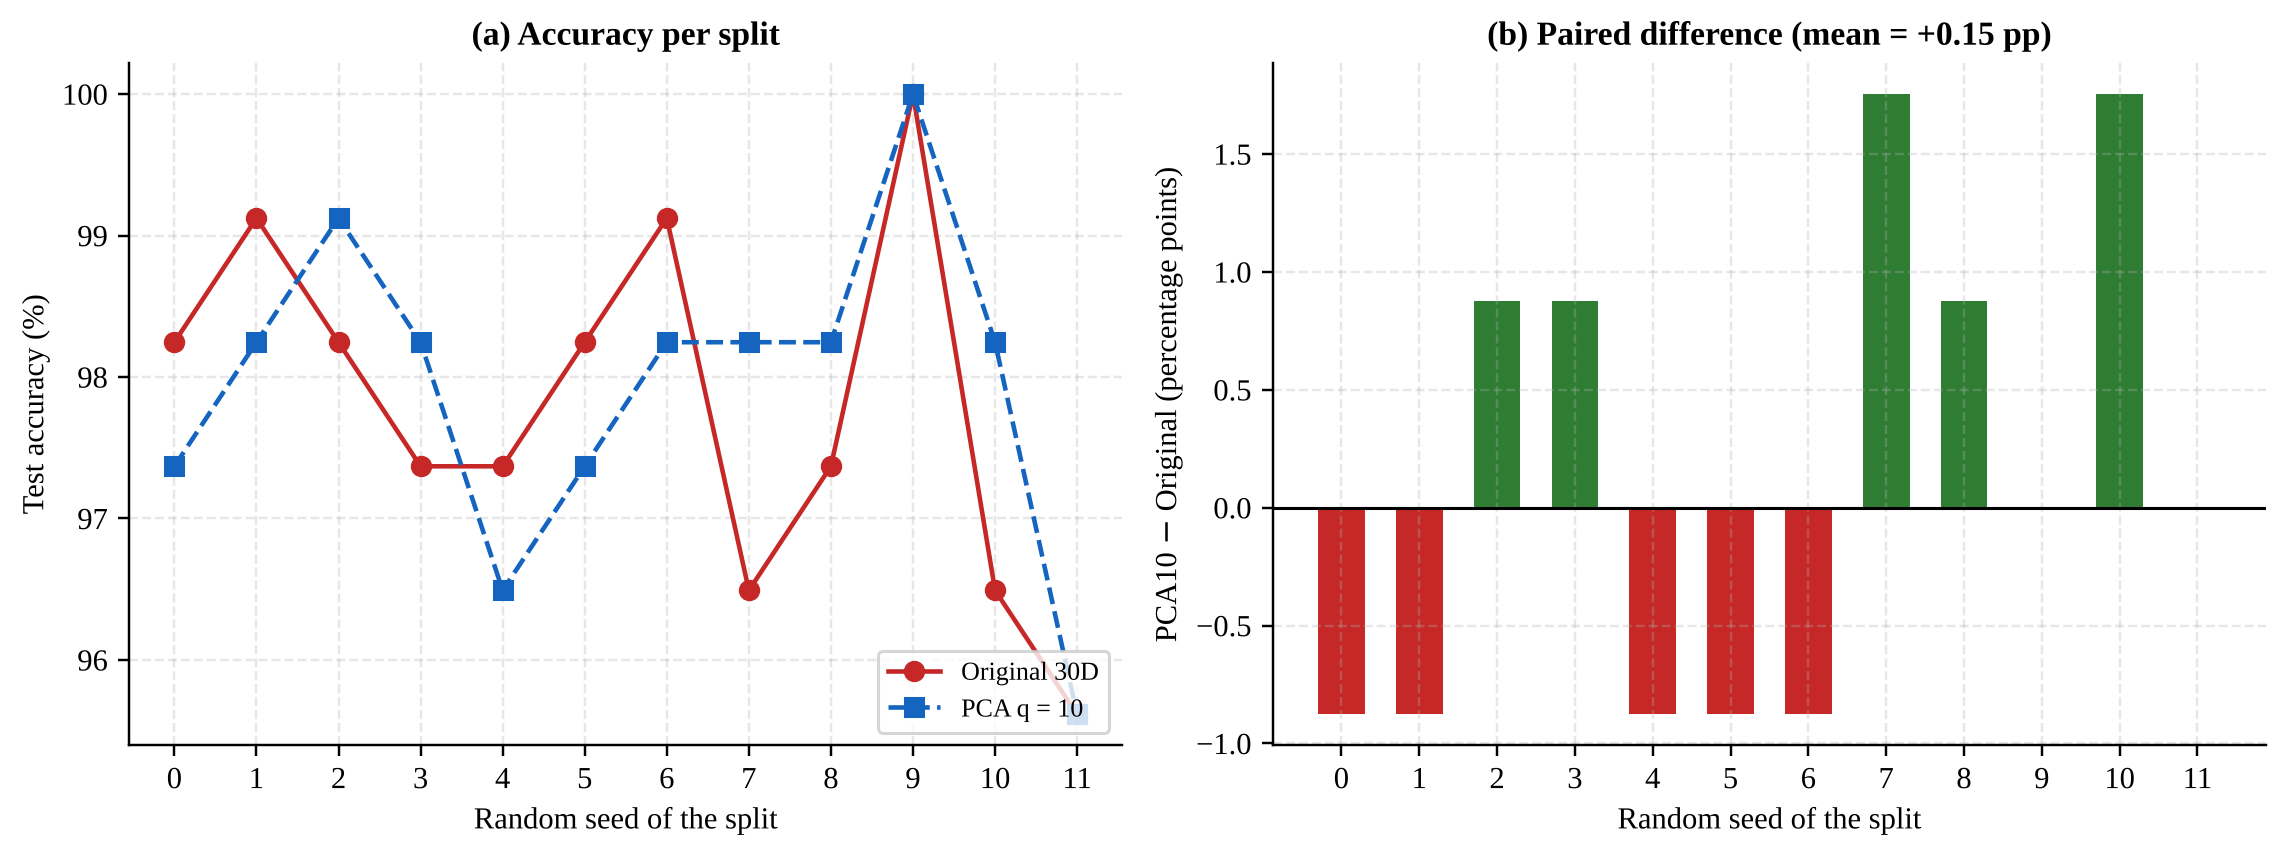 (a) Accuracy per split
Test accuracy (%)
100
99
98
97
96
Original 30D
PCA q = 10
0 1 2 3 4 5 6 7 8 9 10 11
Random seed of the split
(b) Paired difference (mean = +0.15 pp)
PCA10 − Original (percentage points)
1.5
1.0
0.5
0.0
−0.5
−1.0
0 1 2 3 4 5 6 7 8 9 10 11
Random seed of the split